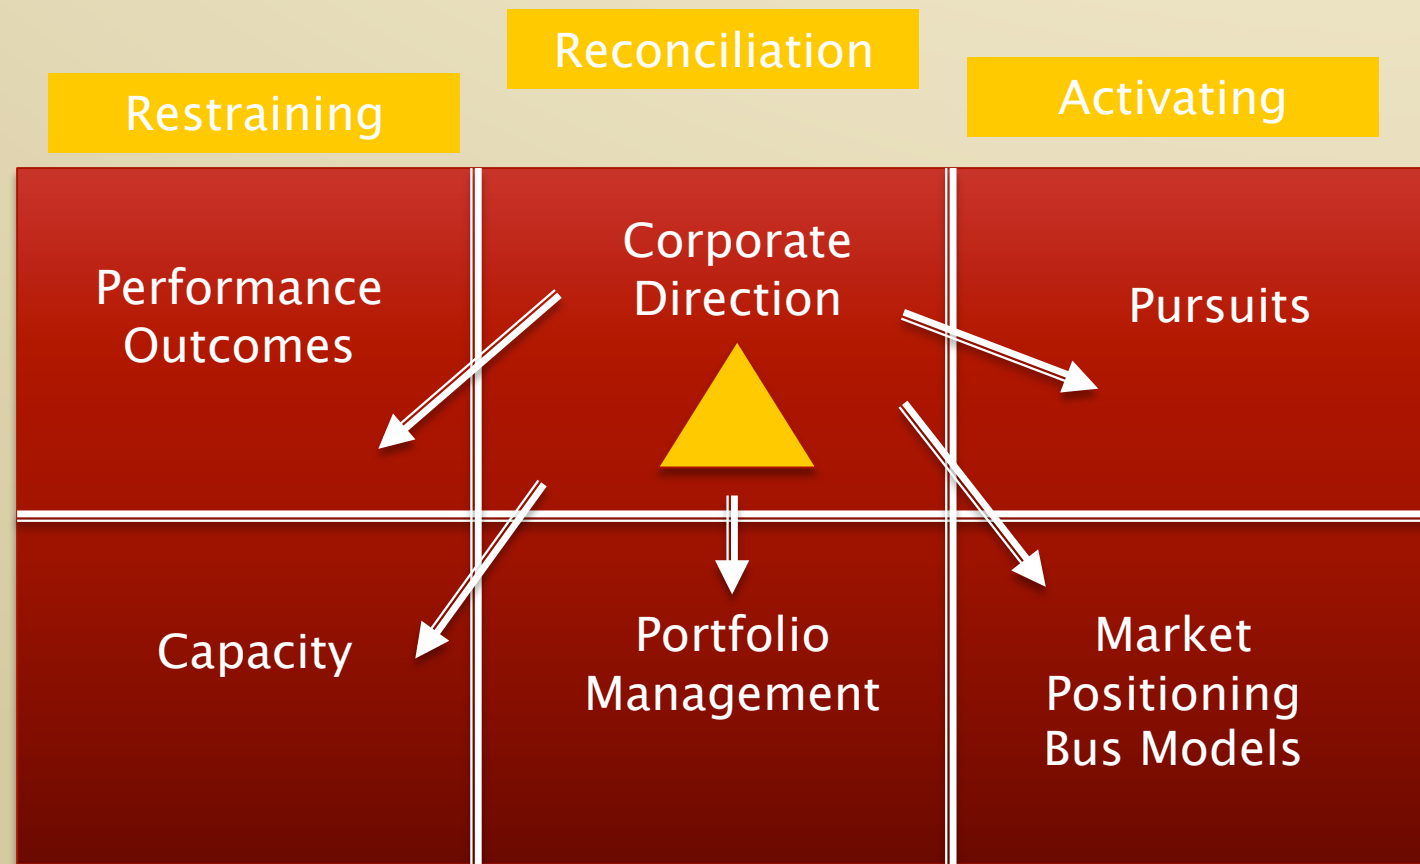 Reconciliation
Restraining
Activating
Corporate
Direction
Performance
Outcomes
Pursuits
Capacity
Portfolio
Management
Market
Positioning
Bus Models